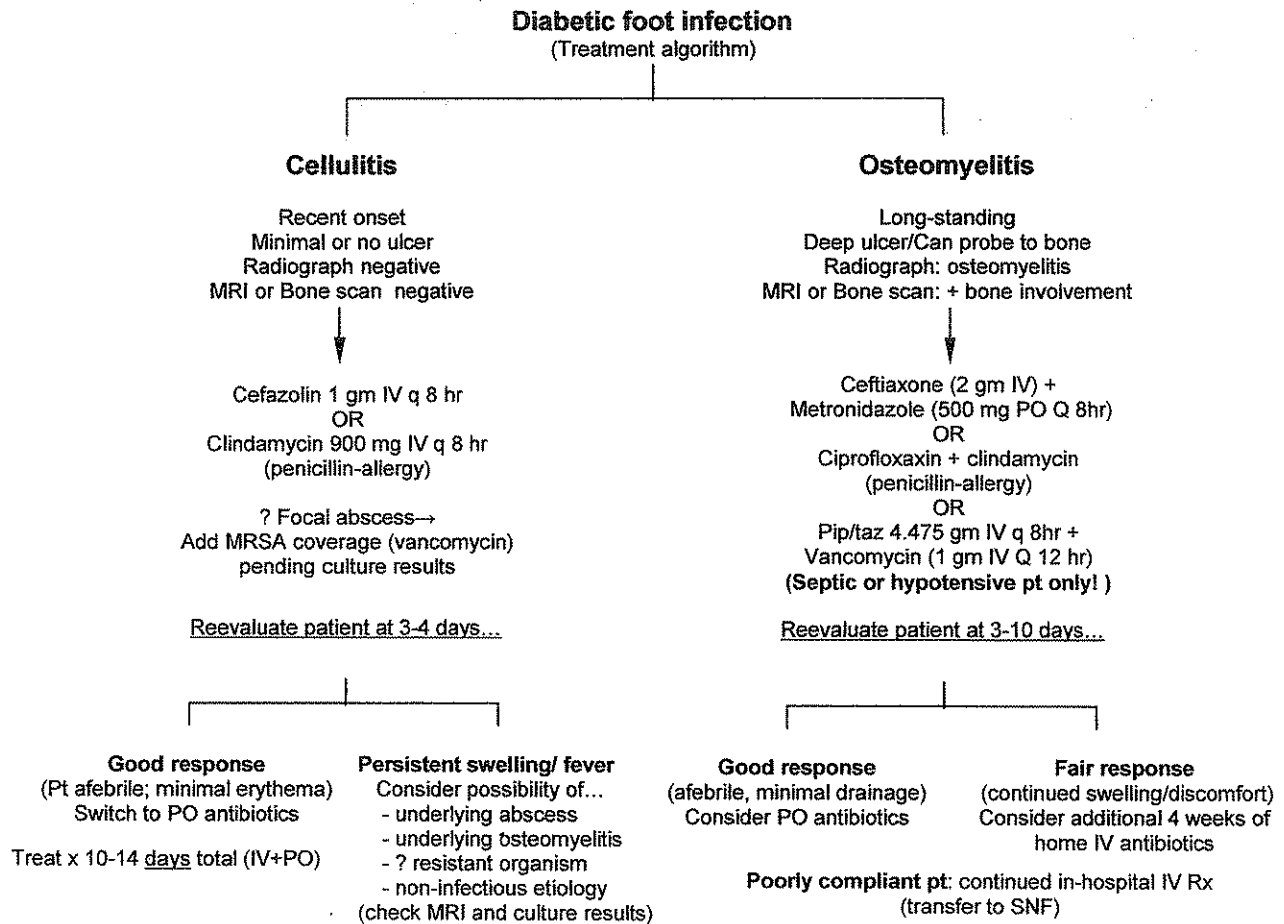 Diabetic foot infection
(Treatment algorithm)
Cellulitis
Recent onset
Minimal or no ulcer
Radiograph negative
MRI or Bone scan negative
Cefazolin 1 gm IV q 8 hr
OR
Clindamycin 900 mg IV q 8 hr
(penicillin-allergy)
? Focal abscess→
Add MRSA coverage (vancomycin)
pending culture results
Reevaluate patient at 3-4 days...
Good response
(Pt afebrile; minimal erythema)
Switch to PO antibiotics
Treat x 10-14 days total (IV+PO)
Persistent swelling/ fever
Consider possibility of...
- underlying abscess
- underlying osteomyelitis
- ? resistant organism
- non-infectious etiology
(check MRI and culture results)
Osteomyelitis
Long-standing
Deep ulcer/Can probe to bone
Radiograph: osteomyelitis
MRI or Bone scan: + bone involvement
Ceftiaxone (2 gm IV) +
Metronidazole (500 mg PO Q 8hr)
OR
Ciprofloxaxin + clindamycin
(penicillin-allergy)
OR
Pip/taz 4.475 gm IV q 8hr +
Vancomycin (1 gm IV Q 12 hr)
(Septic or hypotensive pt only! )
Reevaluate patient at 3-10 days...
Good response
(afebrile, minimal drainage)
Consider PO antibiotics
Fair response
(continued swelling/discomfort)
Consider additional 4 weeks of
home IV antibiotics
Poorly compliant pt: continued in-hospital IV Rx
(transfer to SNF)